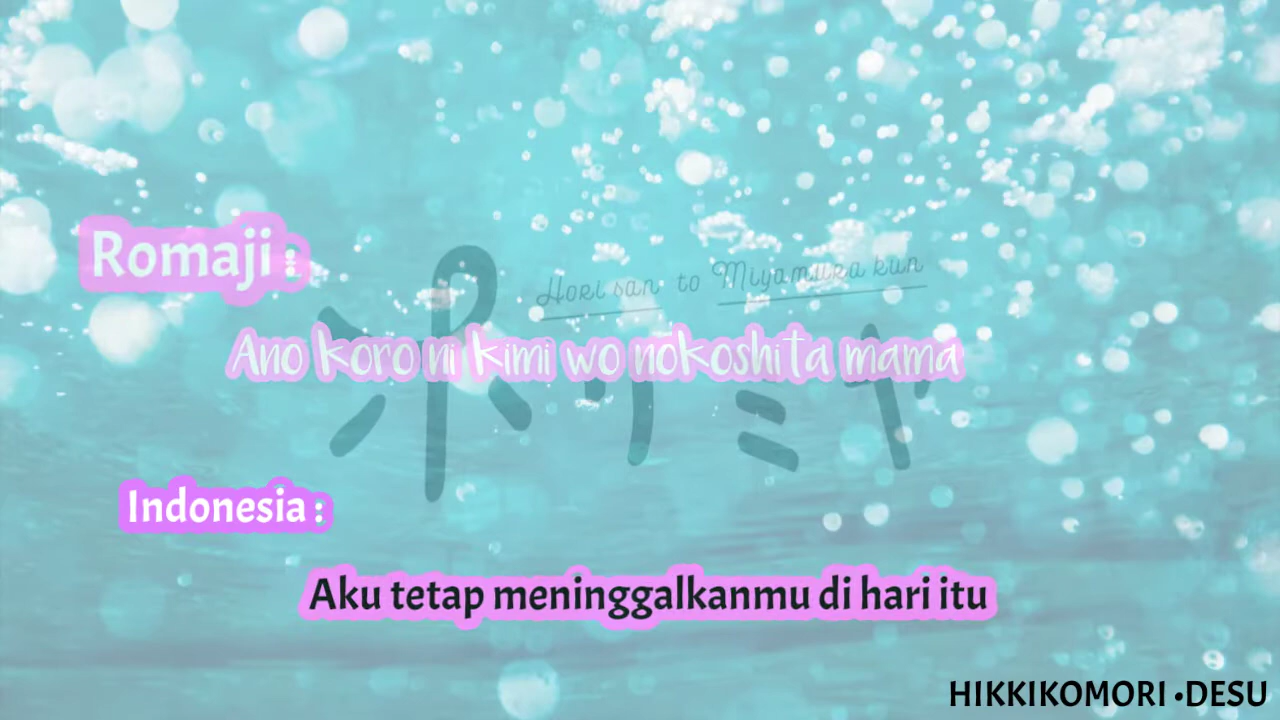 Romaji :
Hori san to Miyamura kun
Ano koro ni kimi wo nokoshita mama
ホリミヤ
Indonesia :
Aku tetap meninggalkanmu di hari itu
HIKKIKOMORI •DESU